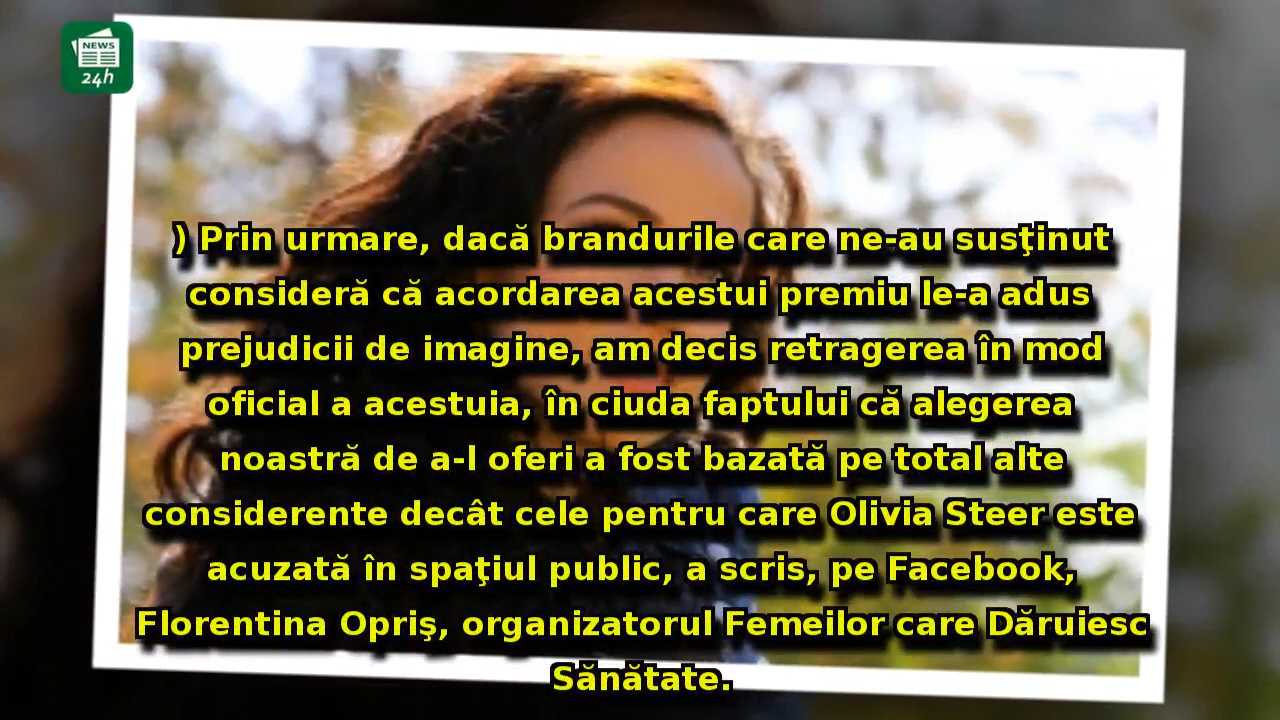 NEWS
24h
) Prin urmare, dacă brandurile care ne-au susţinut
consideră că acordarea acestui premiu le-a adus
prejudicii de imagine, am decis retragerea în mod
oficial a acestuia, în ciuda faptului că alegerea
noastră de a-l oferi a fost bazată pe total alte
considerente decât cele pentru care Olivia Steer este
acuzată în spaţiul public, a scris, pe Facebook,
Florentina Opriş, organizatorul Femeilor care Dăruiesc
Sănătate.